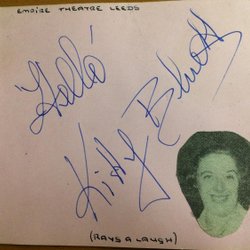 EMPIRE THEATRE LEEDS
Hello
Kitty Bluett
(RAYS A LAUGH)